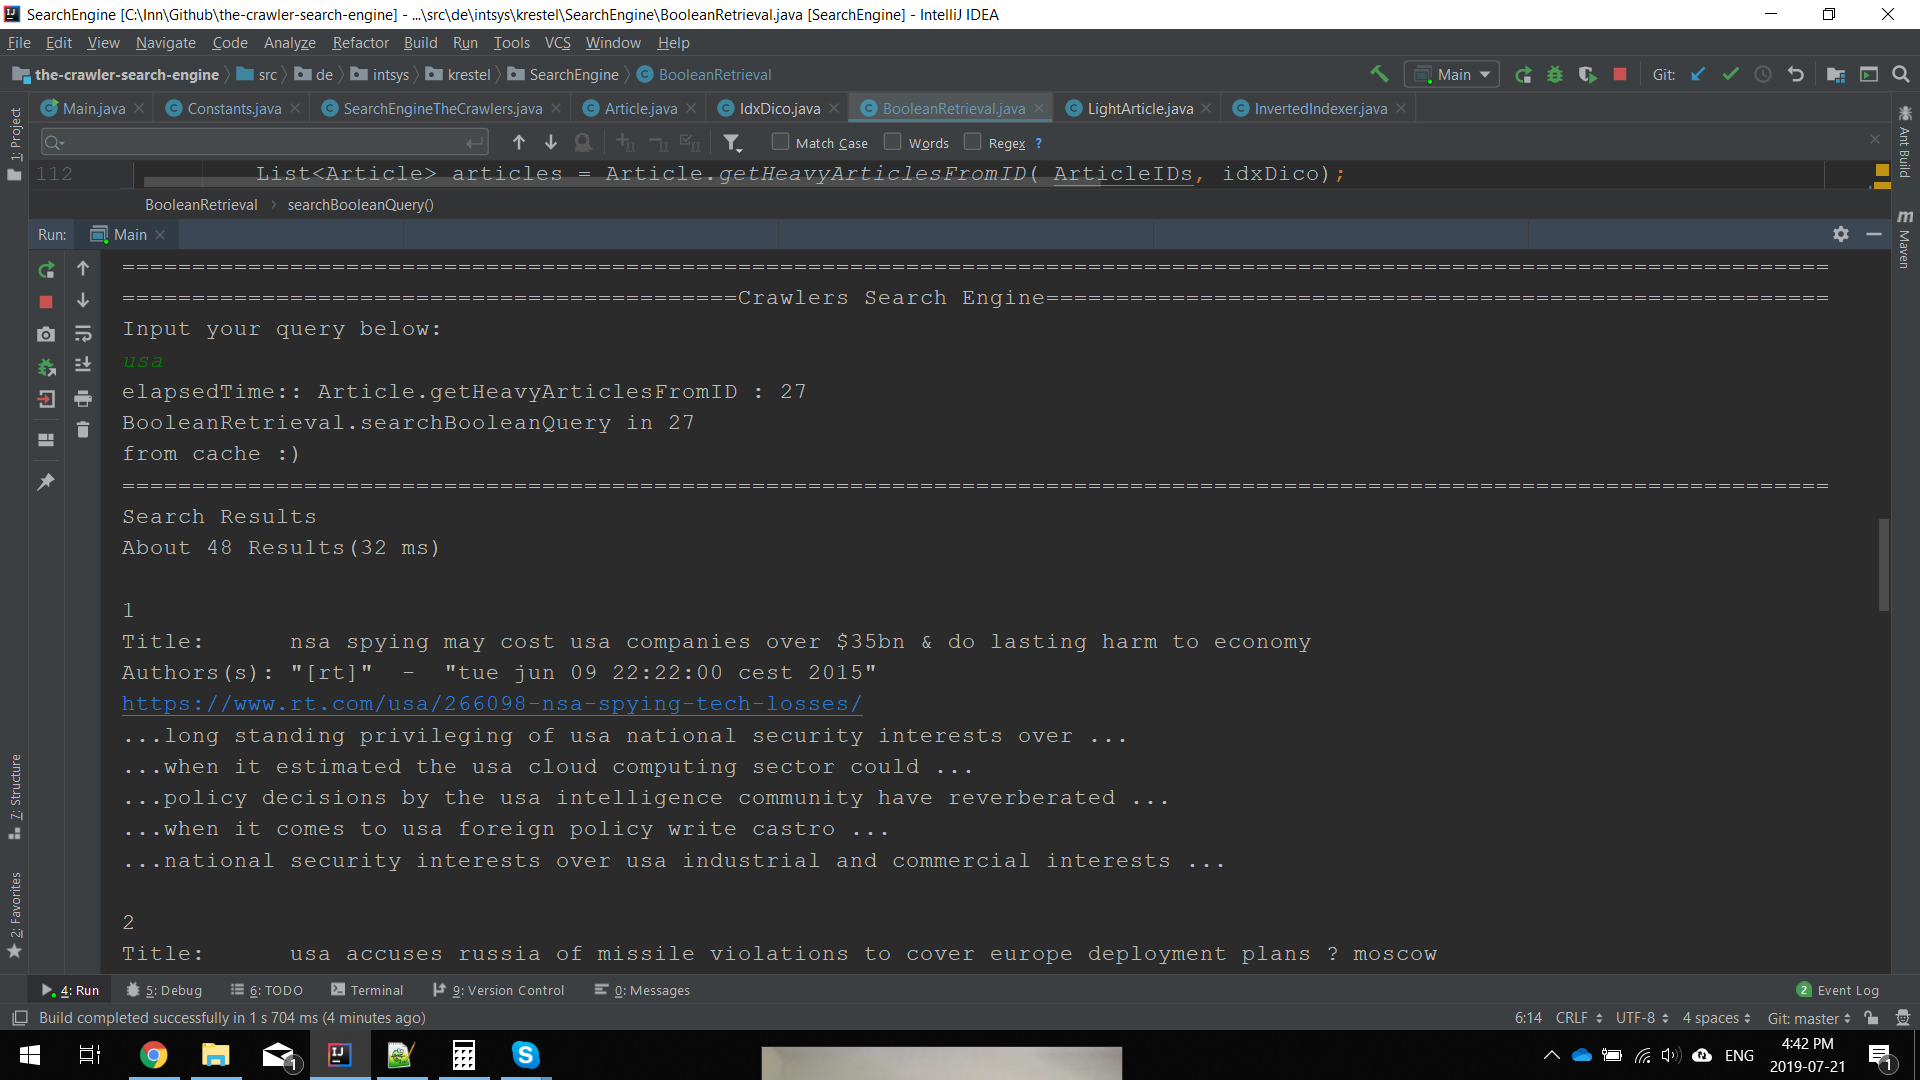 SearchEngine [C:\Inn\Github\the-crawler-search-engine] - ...\src\de\intsys\krestel\SearchEngine\BooleanRetrieval.java [SearchEngine] - IntelliJ IDEA
File Edit View Navigate Code Analyze Refactor Build Run Tools VCS Window Help
the-crawler-search-engine src de intsys krestel SearchEngine BooleanRetrieval Main Git:
Main.java Constants.java SearchEngineTheCrawlers.java Article.java IdxDico.java BooleanRetrieval.java LightArticle.java InvertedIndexer.java
Match Case Words Regex ?
112 List<Article> articles = Article.getHeavyArticlesFromID( ArticleIDs, idxDico);
BooleanRetrieval searchBooleanQuery()
Run: Main
==========================================================================================================================
============================================Crawlers Search Engine========================================================
Input your query below:
usa
elapsedTime:: Article.getHeavyArticlesFromID : 27
BooleanRetrieval.searchBooleanQuery in 27
from cache :)
==========================================================================================================================
Search Results
About 48 Results(32 ms)
1
Title: nsa spying may cost usa companies over $35bn & do lasting harm to economy
Authors(s): "[rt]" - "tue jun 09 22:22:00 cest 2015"
https://www.rt.com/usa/266098-nsa-spying-tech-losses/
...long standing privileging of usa national security interests over ...
...when it estimated the usa cloud computing sector could ...
...policy decisions by the usa intelligence community have reverberated ...
...when it comes to usa foreign policy write castro ...
...national security interests over usa industrial and commercial interests ...
2
Title: usa accuses russia of missile violations to cover europe deployment plans ? moscow
1: Project
7: Structure
2: Favorites
Ant Build
m Maven
4: Run 5: Debug 6: TODO Terminal 9: Version Control 0: Messages 2 Event Log
Build completed successfully in 1 s 704 ms (4 minutes ago) 6:14 CRLF UTF-8 4 spaces Git: master
1 ENG 4:42 PM
2019-07-21 1